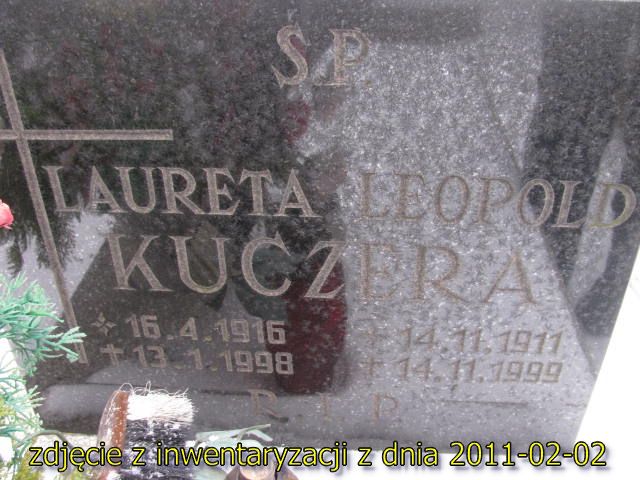 Ś.P.
LAURETA LEOPOLD
KUCZERA
16.4.1916 14.11.1911
13.1.1998 14.11.1999
R.I.P.
zdjęcie z inwentaryzacji z dnia 2011-02-02